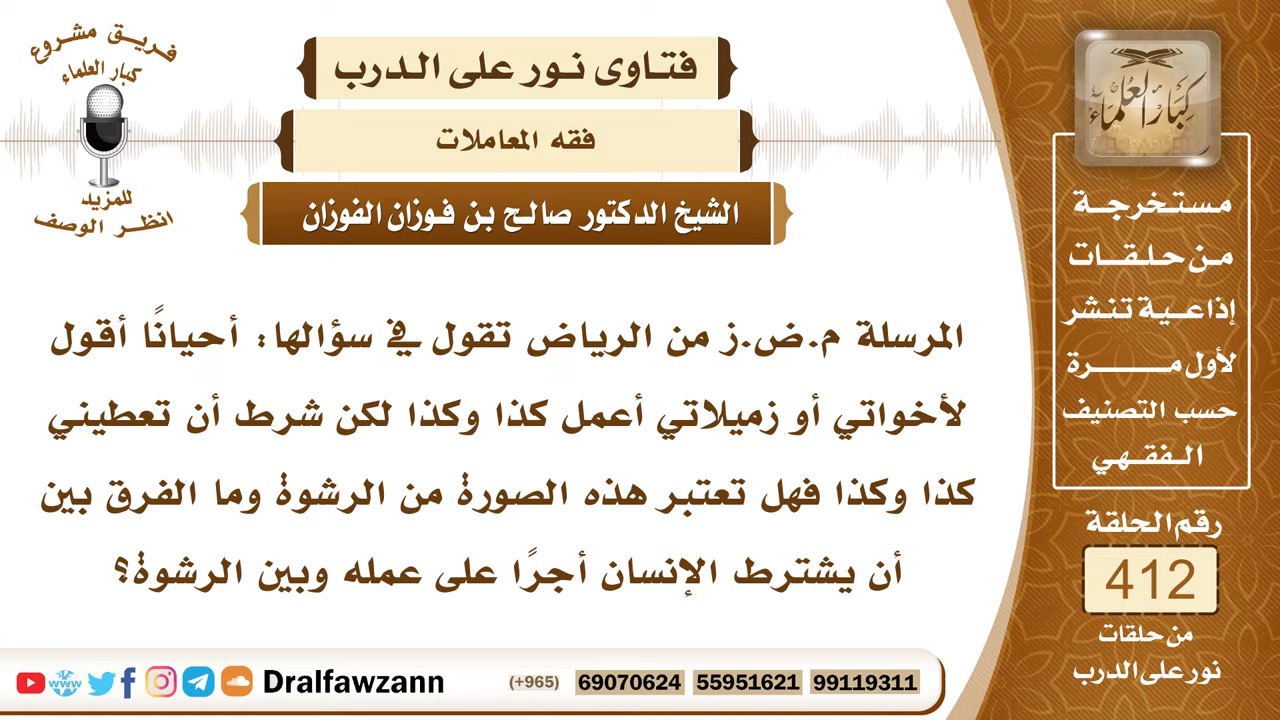 فريق مشروع
كبار العلماء
للمزيد
انظر الوصف
فتاوى نور على الدرب
فقه المعاملات
الشيخ الدكتور صالح بن فوزان الفوزان
المرسلة م.ض.ز من الرياض تقول في سؤالها: أحيانًا أقول
لأخواتي أو زميلاتي أعمل كذا وكذا لكن شرط أن تعطيني
كذا وكذا فهل تعتبر هذه الصورة من الرشوة وما الفرق بين
أن يشترط الإنسان أجرًا على عمله وبين الرشوة؟
كبار العلماء
مستخرجة
من حلقات
إذاعية تنشر
لأول مرة
حسب التصنيف
الفقهي
رقم الحلقة
412
من حلقات
نور على الدرب
www Dralfawzann (+965) 69070624 55951621 99119311